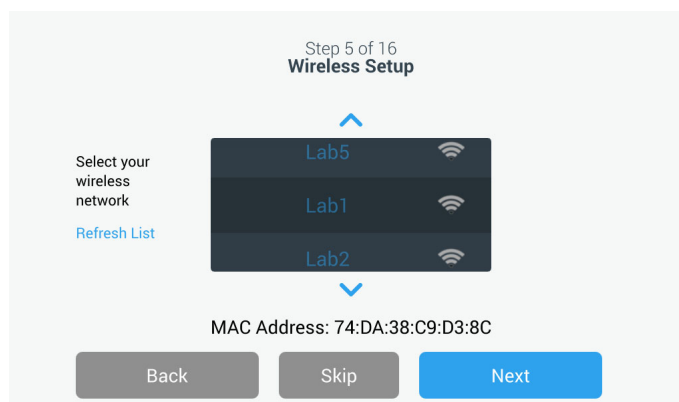 Step 5 of 16
Wireless Setup
Select your
wireless
network
Refresh List
Lab5
Lab1
Lab2
MAC Address: 74:DA:38:C9:D3:8C
Back
Skip
Next